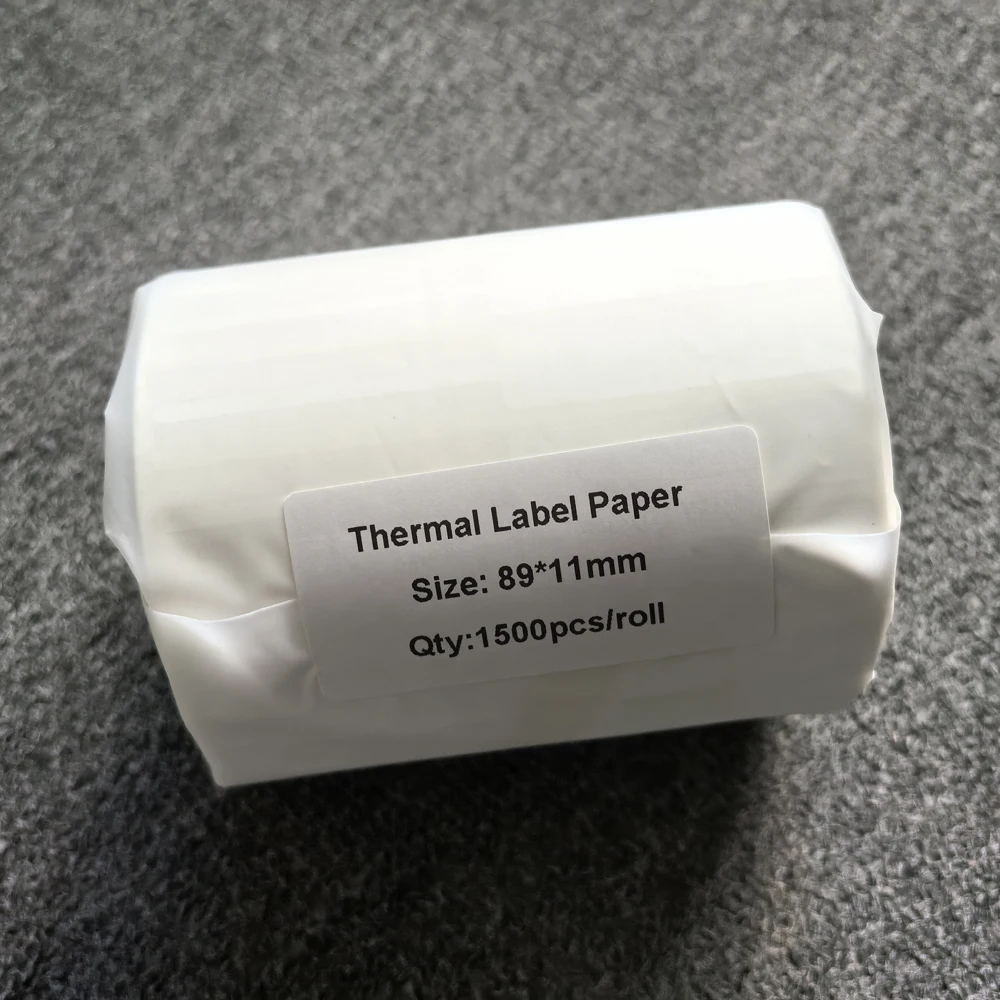 Thermal Label Paper
Size: 89*11mm
Qty:1500pcs/roll